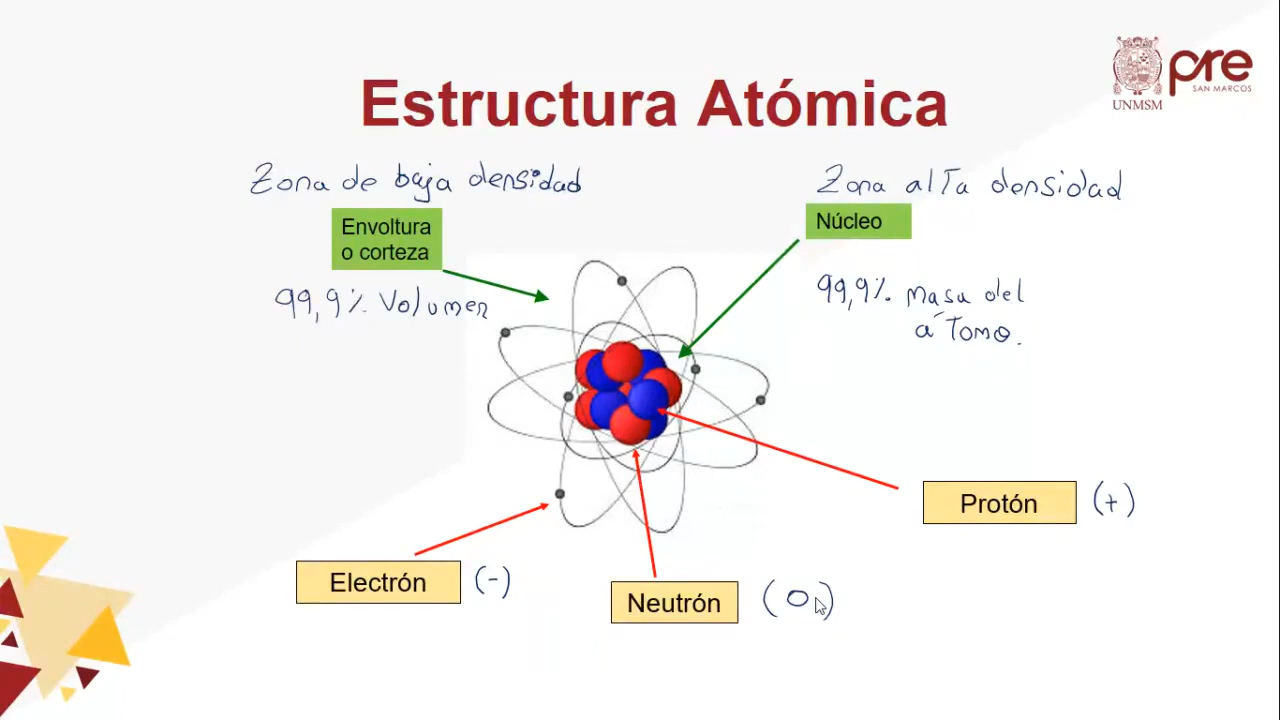 pre
SAN MARCOS
UNMSM
Estructura Atómica
Zona de baja densidad
Zona alta densidad
Envoltura
o corteza
Núcleo
99,9% Volumen
99,9% masa del
átomo.
Protón (+)
Electrón (-)
Neutrón (0)